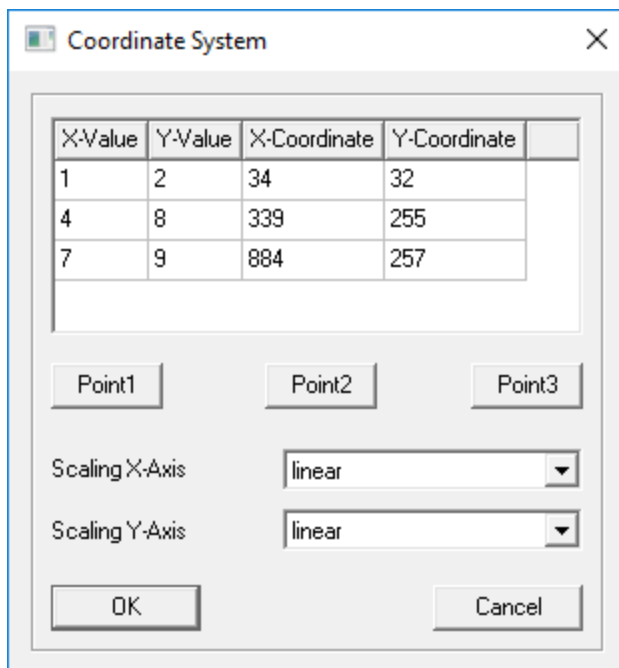 Coordinate System
X-Value Y-Value X-Coordinate Y-Coordinate
1 2 34 32
4 8 339 255
7 9 884 257
Point1 Point2 Point3
Scaling X-Axis linear
Scaling Y-Axis linear
OK Cancel